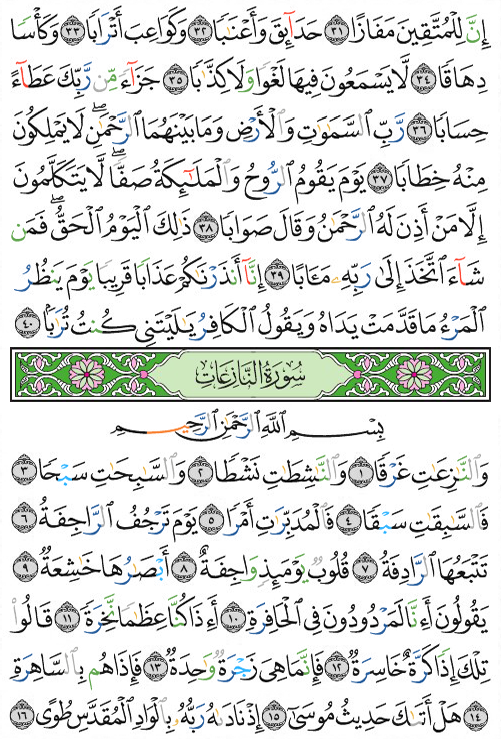 إِنَّ لِلْمُتَّقِينَ مَفَازًا ٣١ حَدَآئِقَ وَأَعْنَٰبًا ٣٢ وَكَوَاعِبَ أَتْرَابًا ٣٣ وَكَأْسًا
دِهَاقًا ٣٤ لَّا يَسْمَعُونَ فِيهَا لَغْوًا وَلَا كِذَّٰبًا ٣٥ جَزَآءً مِّن رَّبِّكَ عَطَآءً
حِسَابًا ٣٦ رَّبِّ ٱلسَّمَٰوَٰتِ وَٱلْأَرْضِ وَمَا بَيْنَهُمَا ٱلرَّحْمَٰنِۖ لَا يَمْلِكُونَ
مِنْهُ خِطَابًا ٣٧ يَوْمَ يَقُومُ ٱلرُّوحُ وَٱلْمَلَٰٓئِكَةُ صَفًّاۖ لَّا يَتَكَلَّمُونَ
إِلَّا مَنْ أَذِنَ لَهُ ٱلرَّحْمَٰنُ وَقَالَ صَوَابًا ٣٨ ذَٰلِكَ ٱلْيَوْمُ ٱلْحَقُّۖ فَمَن
شَآءَ ٱتَّخَذَ إِلَىٰ رَبِّهِۦ مَـَٔابًا ٣٩ إِنَّآ أَنذَرْنَٰكُمْ عَذَابًا قَرِيبًا يَوْمَ يَنظُرُ
ٱلْمَرْءُ مَا قَدَّمَتْ يَدَاهُ وَيَقُولُ ٱلْكَافِرُ يَٰلَيْتَنِي كُنتُ تُرَٰبًۢا ٤٠
سُورَةُ النَّازِعَاتِ
بِسْمِ ٱللَّهِ ٱلرَّحْمَٰنِ ٱلرَّحِيمِ
وَٱلنَّٰزِعَٰتِ غَرْقًا ١ وَٱلنَّٰشِطَٰتِ نَشْطًا ٢ وَٱلسَّٰبِحَٰتِ سَبْحًا ٣
فَٱلسَّٰبِقَٰتِ سَبْقًا ٤ فَٱلْمُدَبِّرَٰتِ أَمْرًا ٥ يَوْمَ تَرْجُفُ ٱلرَّاجِفَةُ ٦
تَتْبَعُهَا ٱلرَّادِفَةُ ٧ قُلُوبٌ يَوْمَئِذٍ وَاجِفَةٌ ٨ أَبْصَٰرُهَا خَٰشِعَةٌ ٩
يَقُولُونَ أَءِنَّا لَمَرْدُودُونَ فِي ٱلْحَافِرَةِ ١٠ أَءِذَا كُنَّا عِظَٰمًا نَّخِرَةً ١١ قَالُوا۟
تِلْكَ إِذًا كَرَّةٌ خَاسِرَةٌ ١٢ فَإِنَّمَا هِيَ زَجْرَةٌ وَٰحِدَةٌ ١٣ فَإِذَا هُم بِٱلسَّاهِرَةِ
١٤ هَلْ أَتَىٰكَ حَدِيثُ مُوسَىٰٓ ١٥ إِذْ نَادَىٰهُ رَبُّهُۥ بِٱلْوَادِ ٱلْمُقَدَّسِ طُوًى ١٦